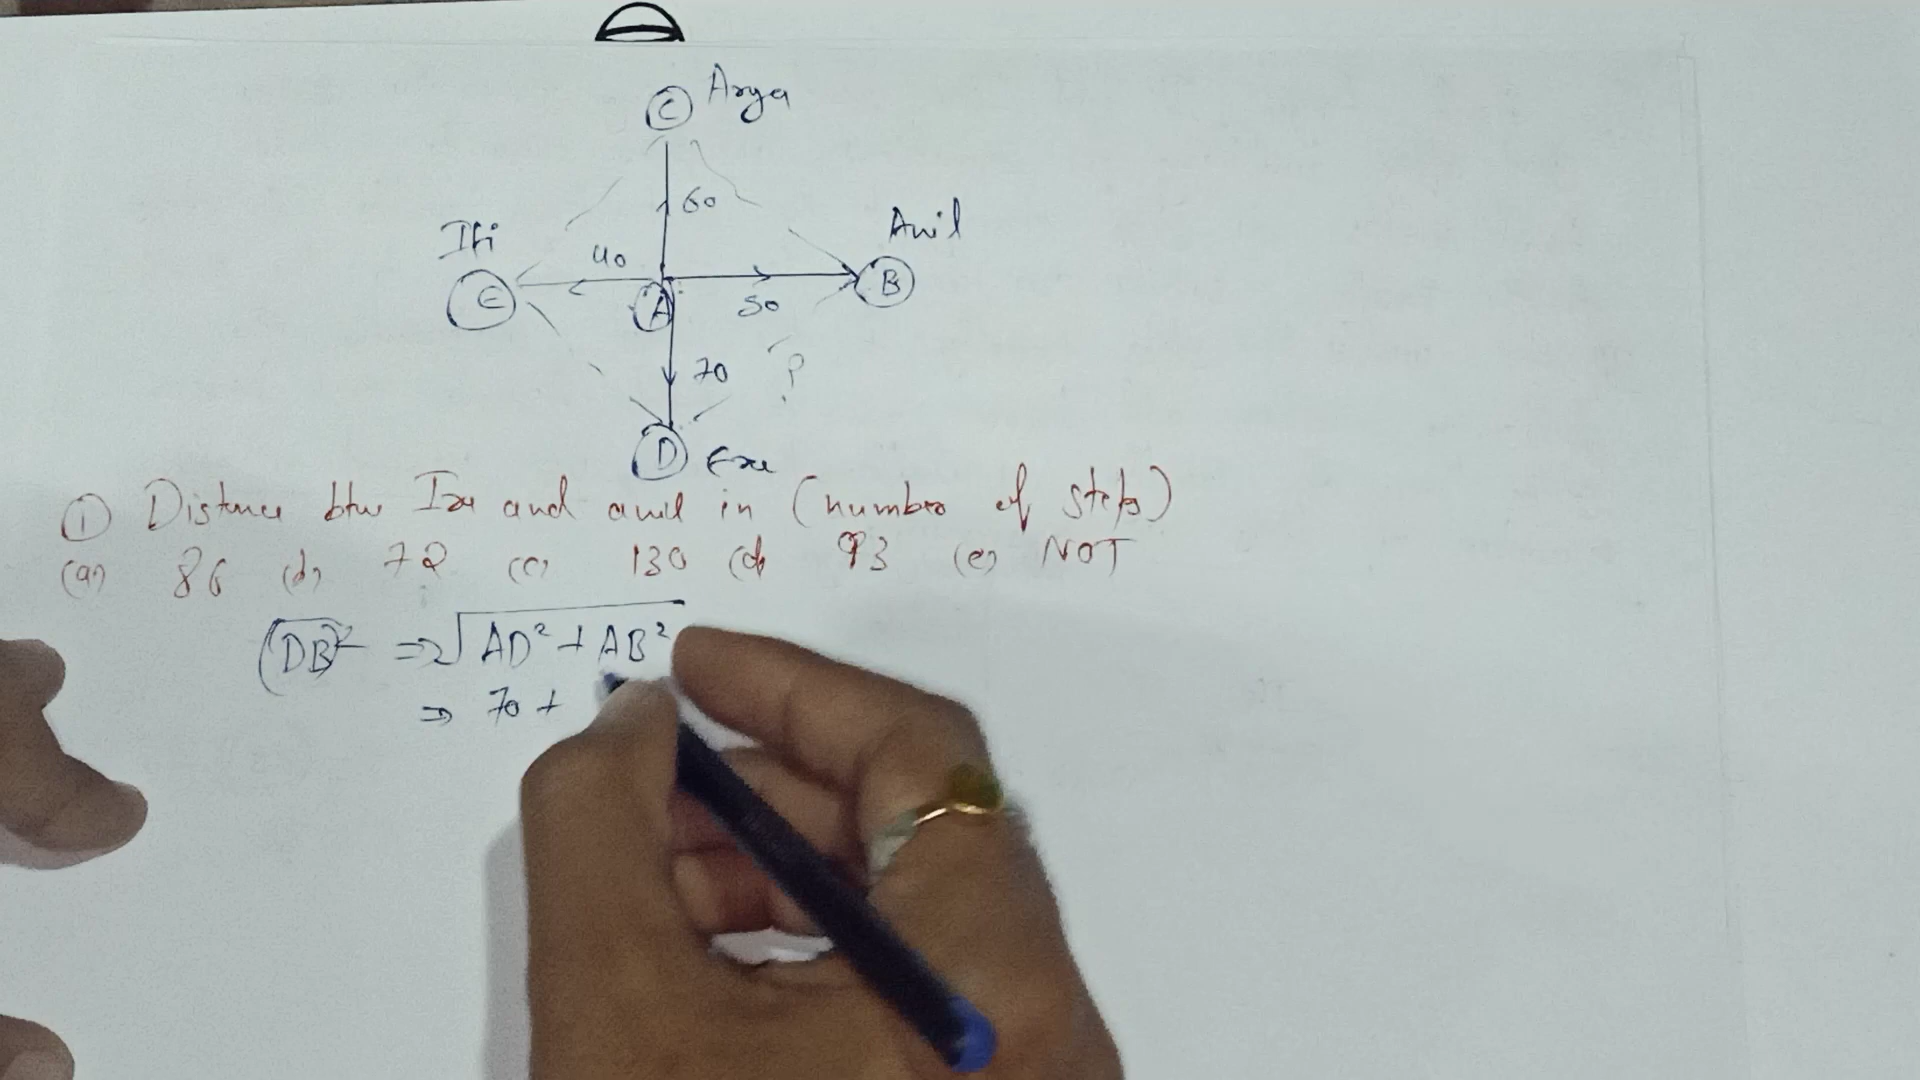 C Arya
60
Iti Anil
40
E A B
50
70 ?
D
① Distance btw and anil in (number of steps)
(a) 86 (b) 72 (c) 130 (d) 93 (e) NOT
(DB)² ⇒ √AD² + AB²
⇒ 70 +